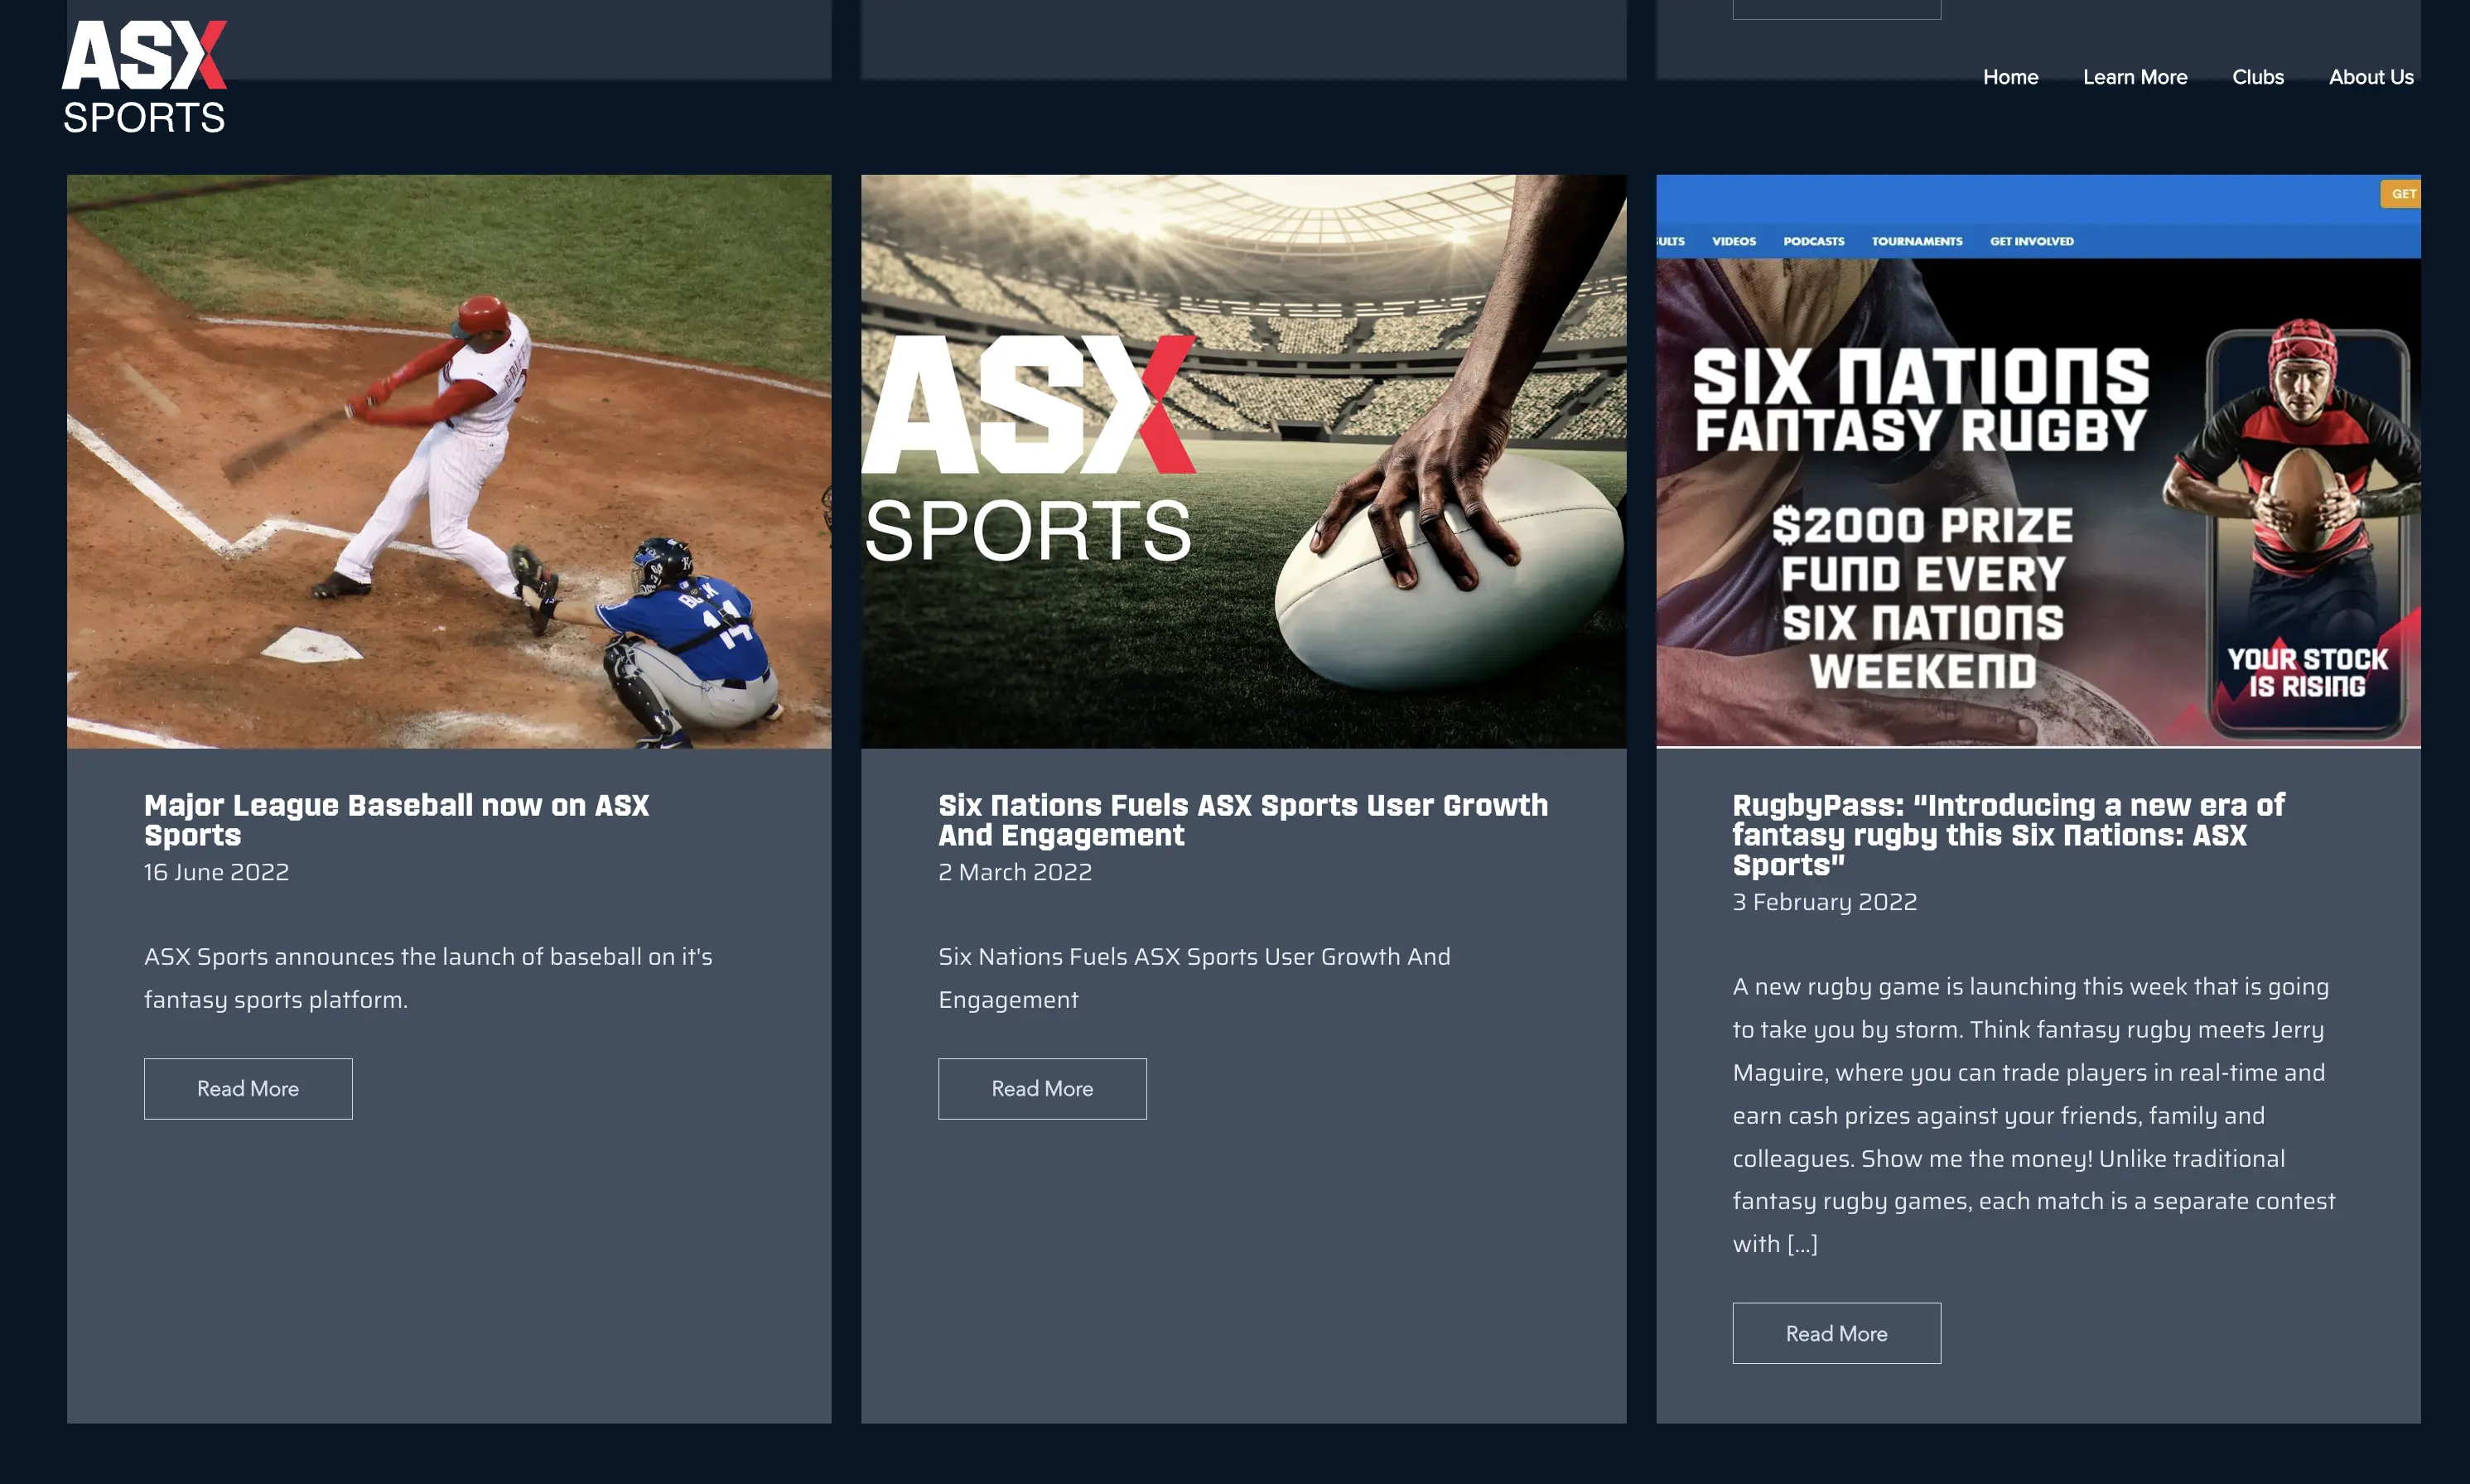 ASX
SPORTS
Home
Learn More
Clubs
About Us
ASX
SPORTS
GET
VIDEOS
PODCASTS
TOURNAMENTS
GET INVOLVED
SIX NATIONS
FANTASY RUGBY
$2000 PRIZE
FUND EVERY
SIX NATIONS
WEEKEND
YOUR STOCK
IS RISING
Major League Baseball now on ASX
Sports
16 June 2022
ASX Sports announces the launch of baseball on it's
fantasy sports platform.
Read More
Six Nations Fuels ASX Sports User Growth
And Engagement
2 March 2022
Six Nations Fuels ASX Sports User Growth And
Engagement
Read More
RugbyPass: "Introducing a new era of
fantasy rugby this Six Nations: ASX
Sports"
3 February 2022
A new rugby game is launching this week that is going
to take you by storm. Think fantasy rugby meets Jerry
Maguire, where you can trade players in real-time and
earn cash prizes against your friends, family and
colleagues. Show me the money! Unlike traditional
fantasy rugby games, each match is a separate contest
with [...]
Read More